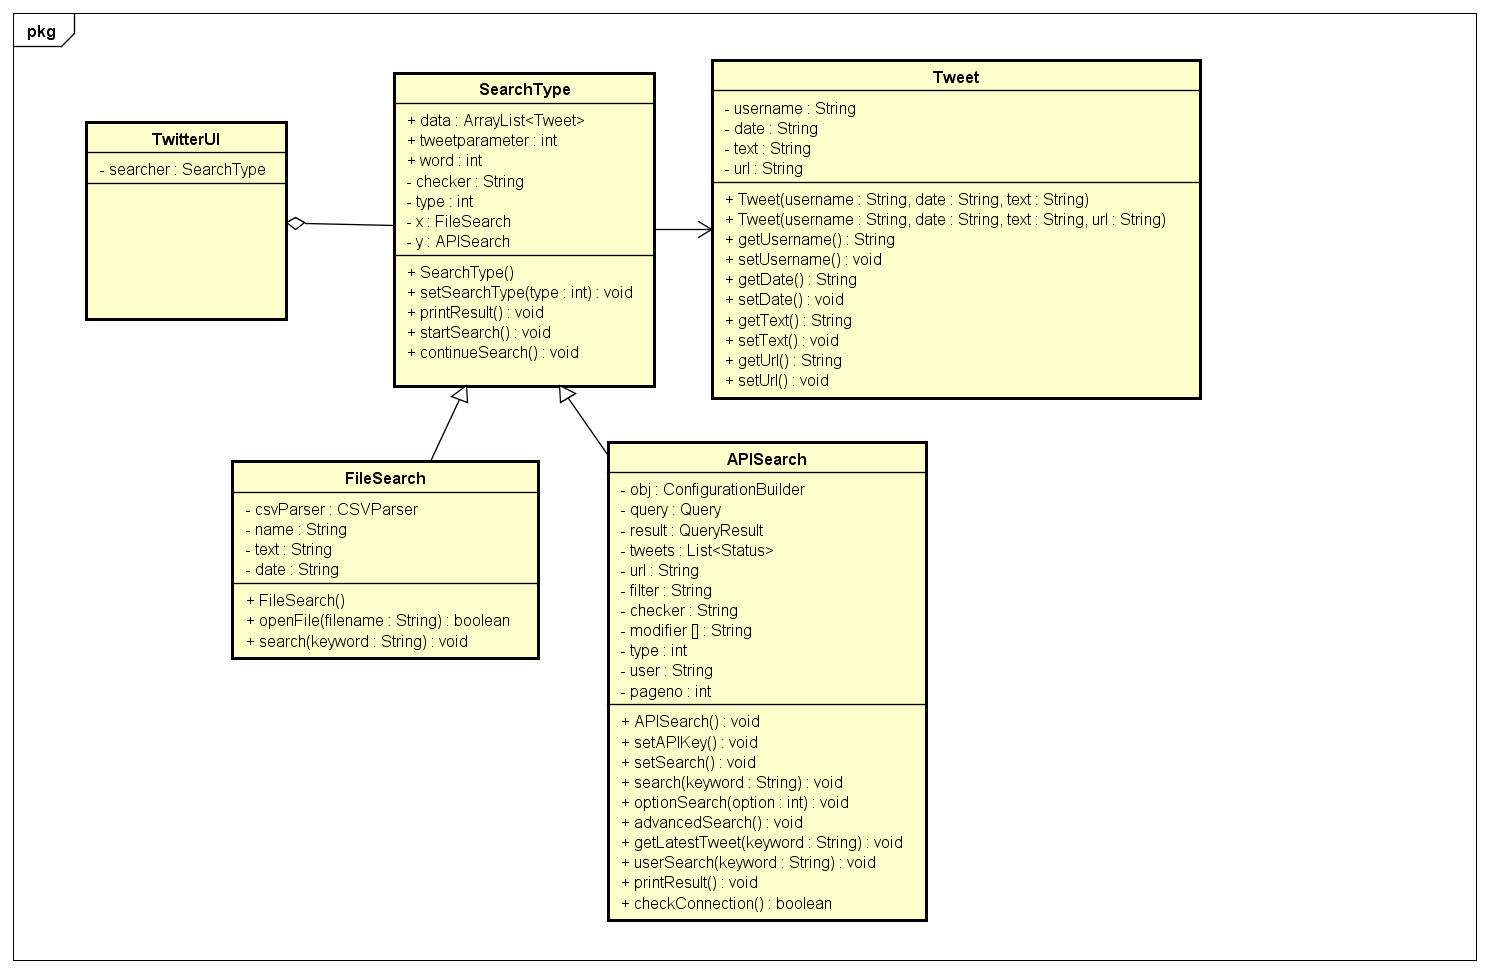 pkg
TwitterUI
- searcher : SearchType
SearchType
+ data : ArrayList<Tweet>
+ tweetparameter : int
+ word : int
- checker : String
- type : int
- x : FileSearch
- y : APISearch
+ SearchType()
+ setSearchType(type : int) : void
+ printResult() : void
+ startSearch() : void
+ continueSearch() : void
Tweet
- username : String
- date : String
- text : String
- url : String
+ Tweet(username : String, date : String, text : String)
+ Tweet(username : String, date : String, text : String, url : String)
+ getUsername() : String
+ setUsername() : void
+ getDate() : String
+ setDate() : void
+ getText() : String
+ setText() : void
+ getUrl() : String
+ setUrl() : void
FileSearch
- csvParser : CSVParser
- name : String
- text : String
- date : String
+ FileSearch()
+ openFile(filename : String) : boolean
+ search(keyword : String) : void
APISearch
- obj : ConfigurationBuilder
- query : Query
- result : QueryResult
- tweets : List<Status>
- url : String
- filter : String
- checker : String
- modifier [] : String
- type : int
- user : String
- pageno : int
+ APISearch() : void
+ setAPIKey() : void
+ setSearch() : void
+ search(keyword : String) : void
+ optionSearch(option : int) : void
+ advancedSearch() : void
+ getLatestTweet(keyword : String) : void
+ userSearch(keyword : String) : void
+ printResult() : void
+ checkConnection() : boolean